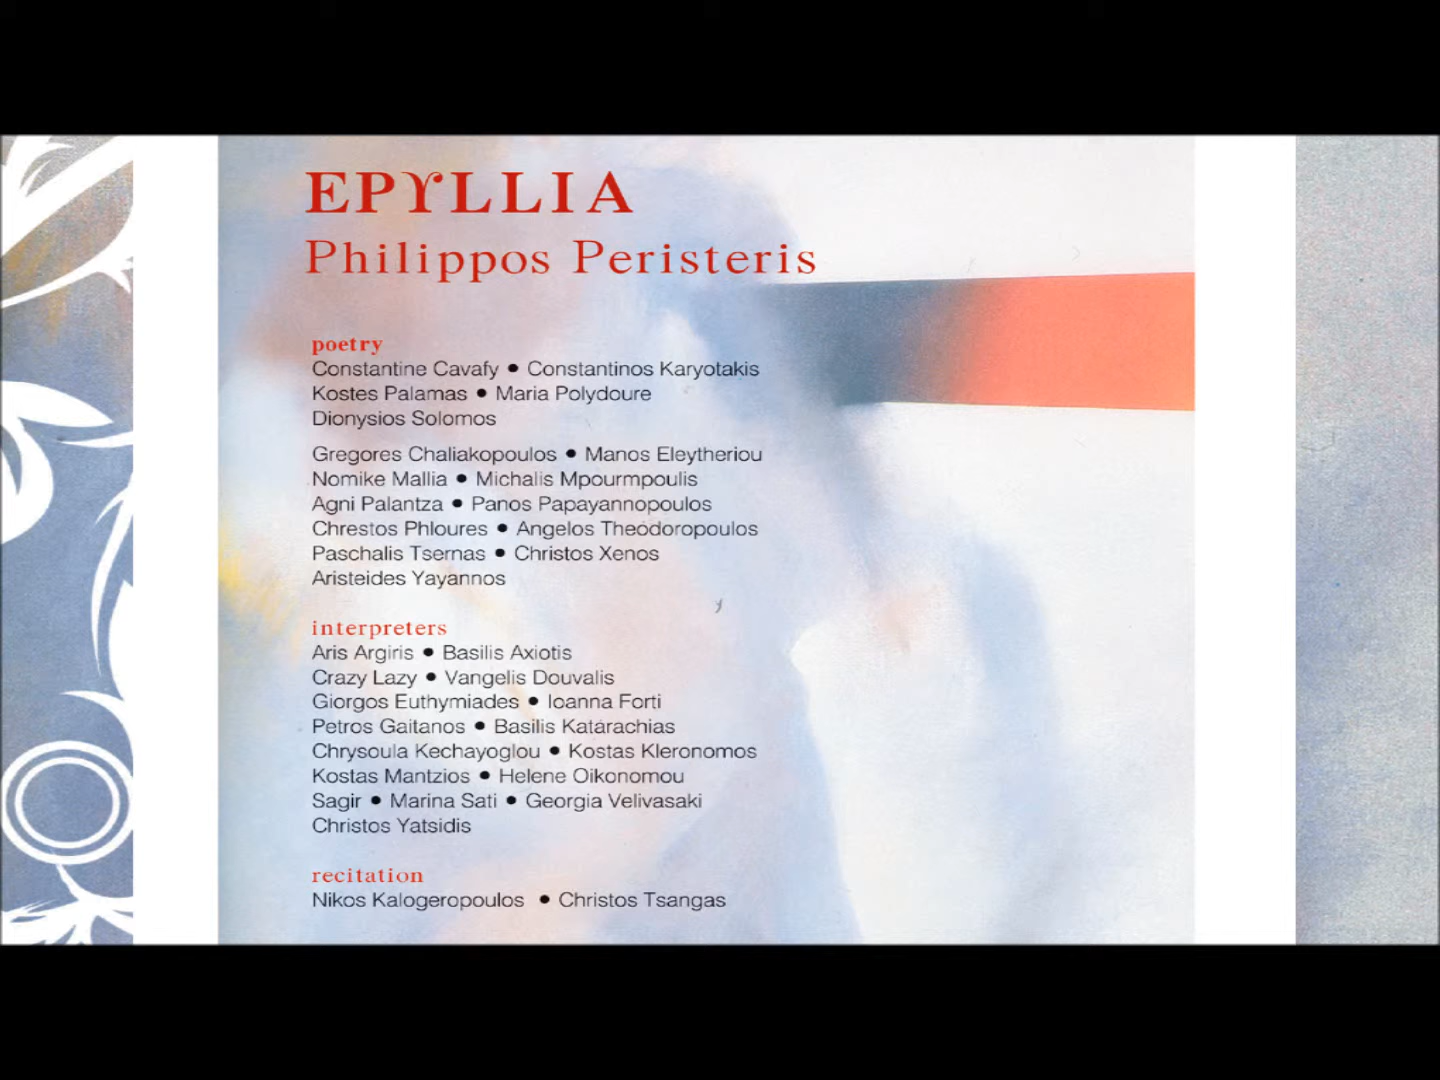 EPYLLIA
Philippos Peristeris
poetry
Constantine Cavafy ● Constantinos Karyotakis
Kostes Palamas ● Maria Polydoure
Dionysios Solomos
Gregores Chaliakopoulos ● Manos Eleytheriou
Nomike Mallia ● Michalis Mpourmpoulis
Agni Palantza ● Panos Papayannopoulos
Chrestos Phloures ● Angelos Theodoropoulos
Paschalis Tsernas ● Christos Xenos
Aristeides Yayannos
interpreters
Aris Argiris ● Basilis Axiotis
Crazy Lazy ● Vangelis Douvalis
Giorgos Euthymiades ● Ioanna Forti
Petros Gaitanos ● Basilis Katarachias
Chrysoula Kechayoglou ● Kostas Kleronomos
Kostas Mantzios ● Helene Oikonomou
Sagir ● Marina Sati ● Georgia Velivasaki
Christos Yatsidis
recitation
Nikos Kalogeropoulos ● Christos Tsangas